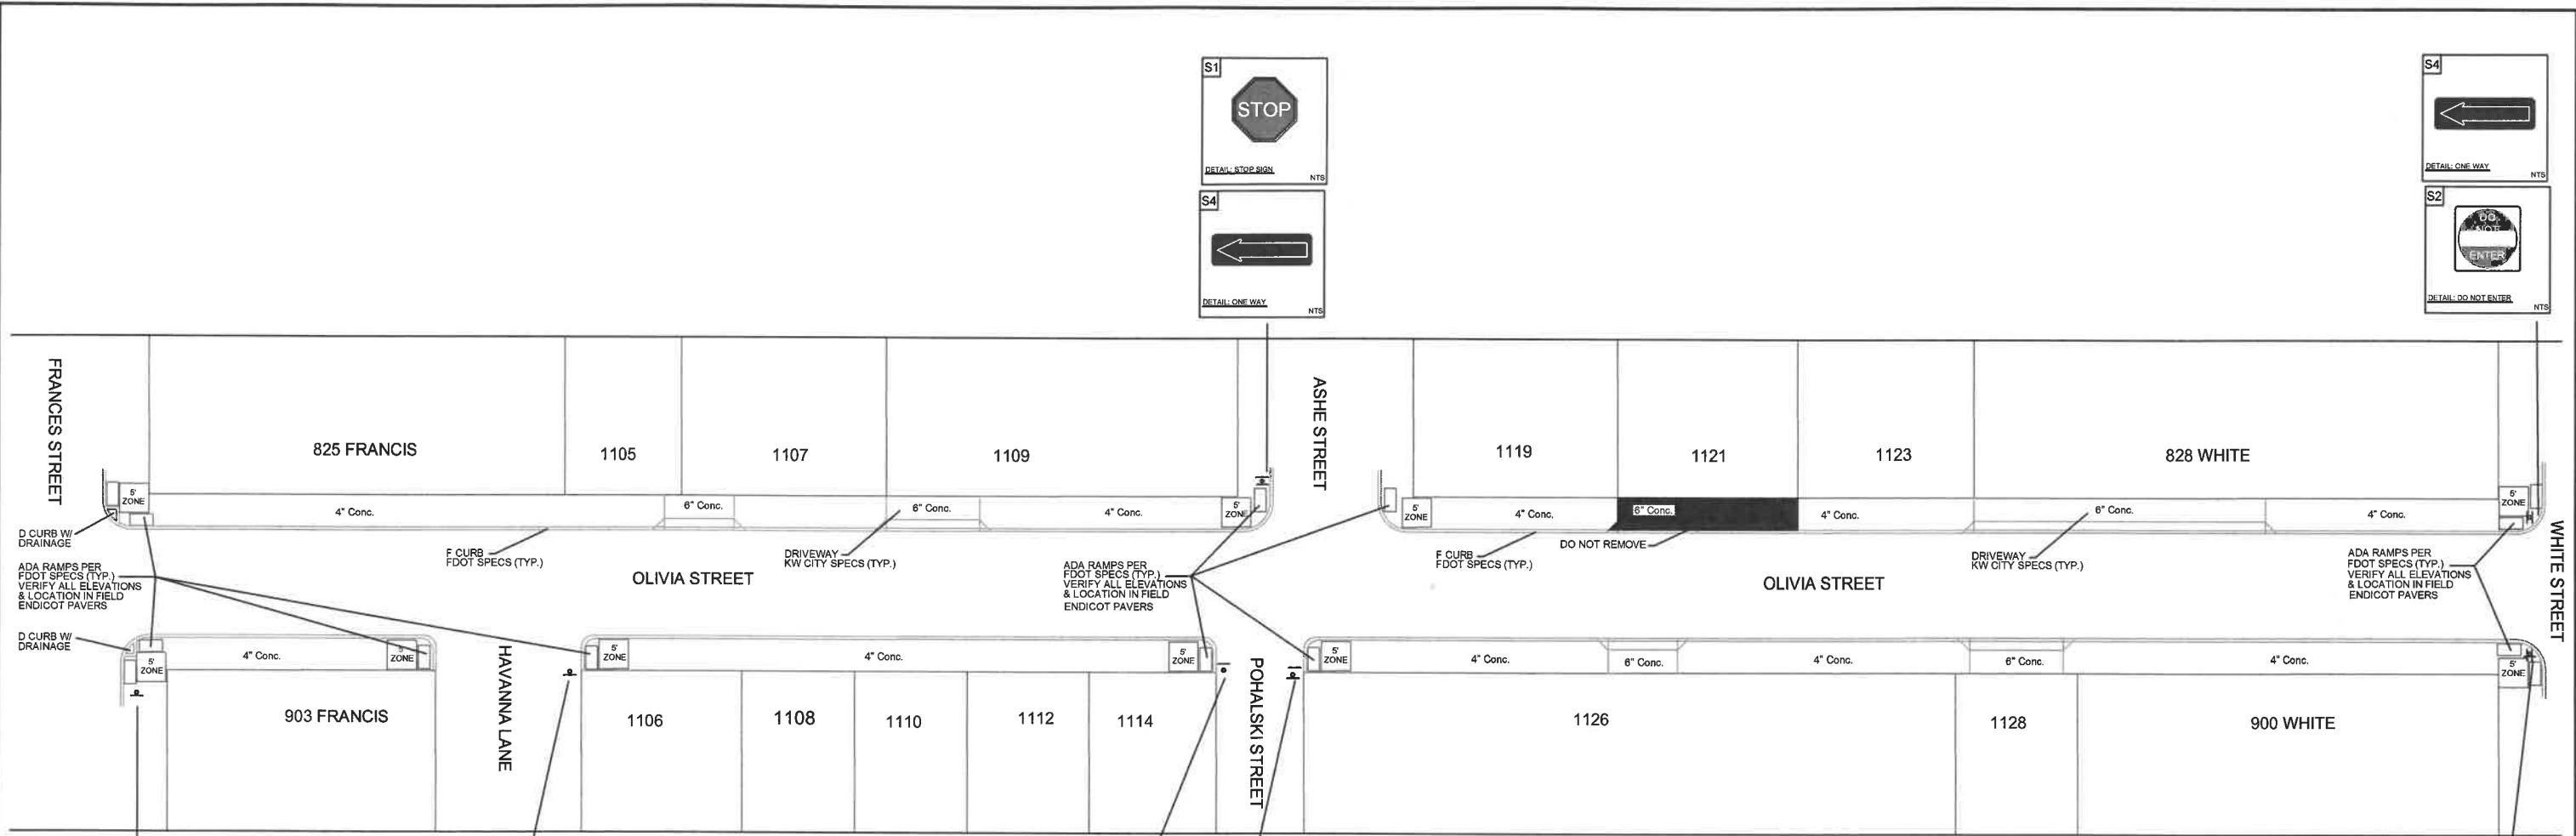 S1
STOP
DETAIL: STOP SIGN
NTS
S4
DETAIL: ONE WAY
NTS
S4
DETAIL: ONE WAY
NTS
S2
DO
NOT
ENTER
DETAIL: DO NOT ENTER
NTS
FRANCES STREET
825 FRANCIS
1105
1107
1109
ASHE STREET
1119
1121
1123
828 WHITE
5'
ZONE
4" Conc.
6" Conc.
6" Conc.
4" Conc.
5'
ZONE
5'
ZONE
4" Conc.
6" Conc.
4" Conc.
6" Conc.
4" Conc.
5'
ZONE
D CURB W/
DRAINAGE
F CURB
FDOT SPECS (TYP.)
DRIVEWAY
KW CITY SPECS (TYP.)
F CURB
FDOT SPECS (TYP.)
DO NOT REMOVE
DRIVEWAY
KW CITY SPECS (TYP.)
WHITE STREET
ADA RAMPS PER
FDOT SPECS (TYP.)
VERIFY ALL ELEVATIONS
& LOCATION IN FIELD
ENDICOT PAVERS
OLIVIA STREET
ADA RAMPS PER
FDOT SPECS (TYP.)
VERIFY ALL ELEVATIONS
& LOCATION IN FIELD
ENDICOT PAVERS
OLIVIA STREET
ADA RAMPS PER
FDOT SPECS (TYP.)
VERIFY ALL ELEVATIONS
& LOCATION IN FIELD
ENDICOT PAVERS
D CURB W/
DRAINAGE
5'
ZONE
4" Conc.
5'
ZONE
HAVANNA LANE
5'
ZONE
4" Conc.
5'
ZONE
POHALSKI STREET
5'
ZONE
4" Conc.
6" Conc.
4" Conc.
6" Conc.
4" Conc.
5'
ZONE
903 FRANCIS
1106
1108
1110
1112
1114
1126
1128
900 WHITE